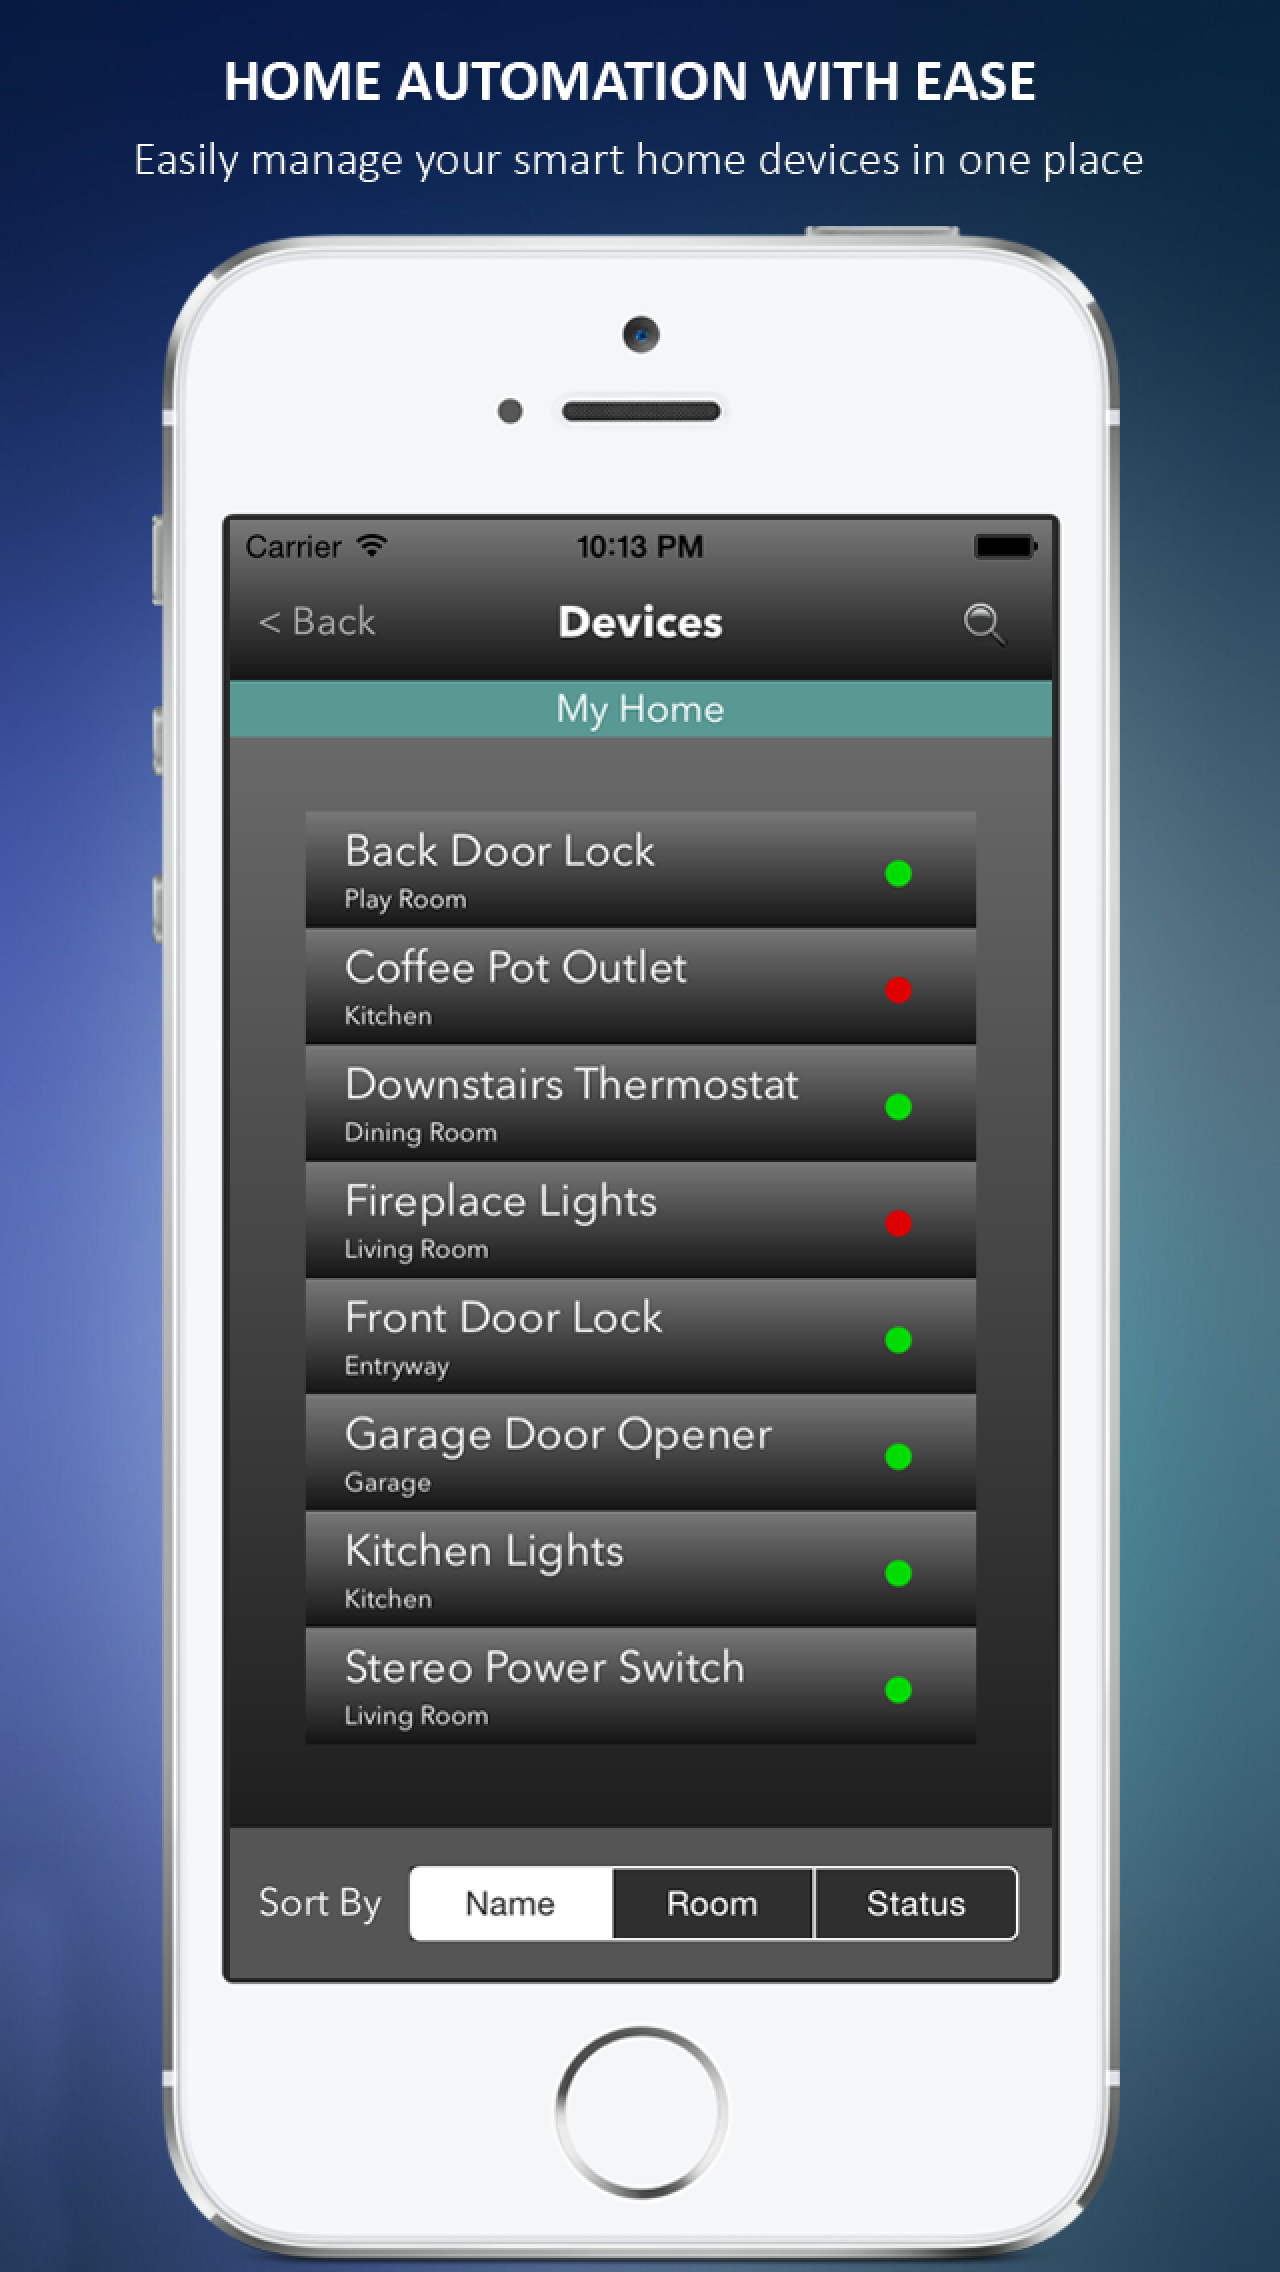 HOME AUTOMATION WITH EASE
Easily manage your smart home devices in one place
Carrier 10:13 PM
< Back Devices
My Home
Back Door Lock
Play Room
Coffee Pot Outlet
Kitchen
Downstairs Thermostat
Dining Room
Fireplace Lights
Living Room
Front Door Lock
Entryway
Garage Door Opener
Garage
Kitchen Lights
Kitchen
Stereo Power Switch
Living Room
Sort By Name Room Status